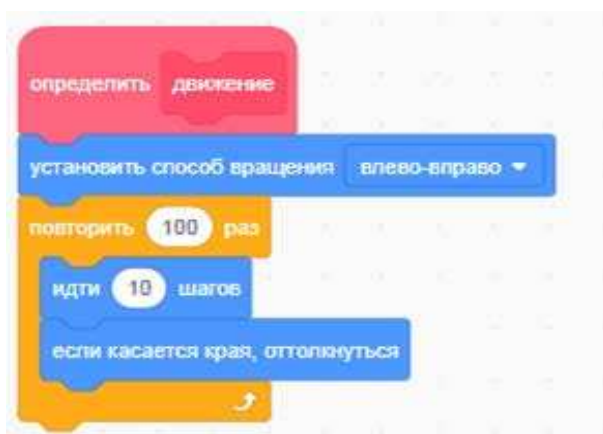 определить движение
установить способ вращения влево-вправо
повторить 100 раз
идти 10 шагов
если касается края, оттолкнуться